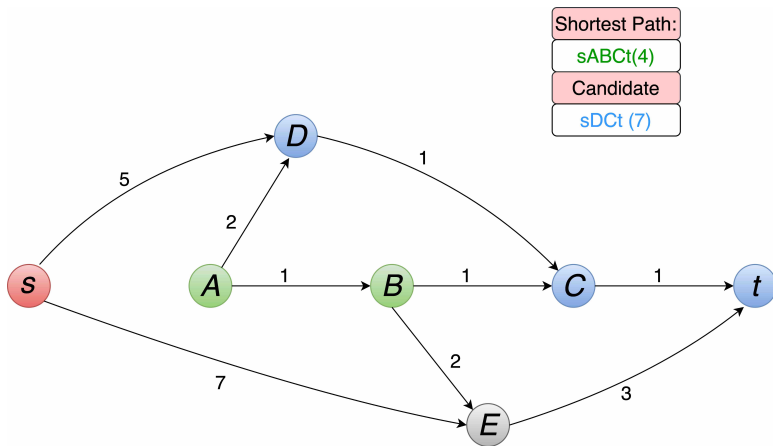 Shortest Path:
sABCt(4)
Candidate
sDCt (7)
D
1
5
2
s
A
1
B
1
C
1
t
2
7
3
E